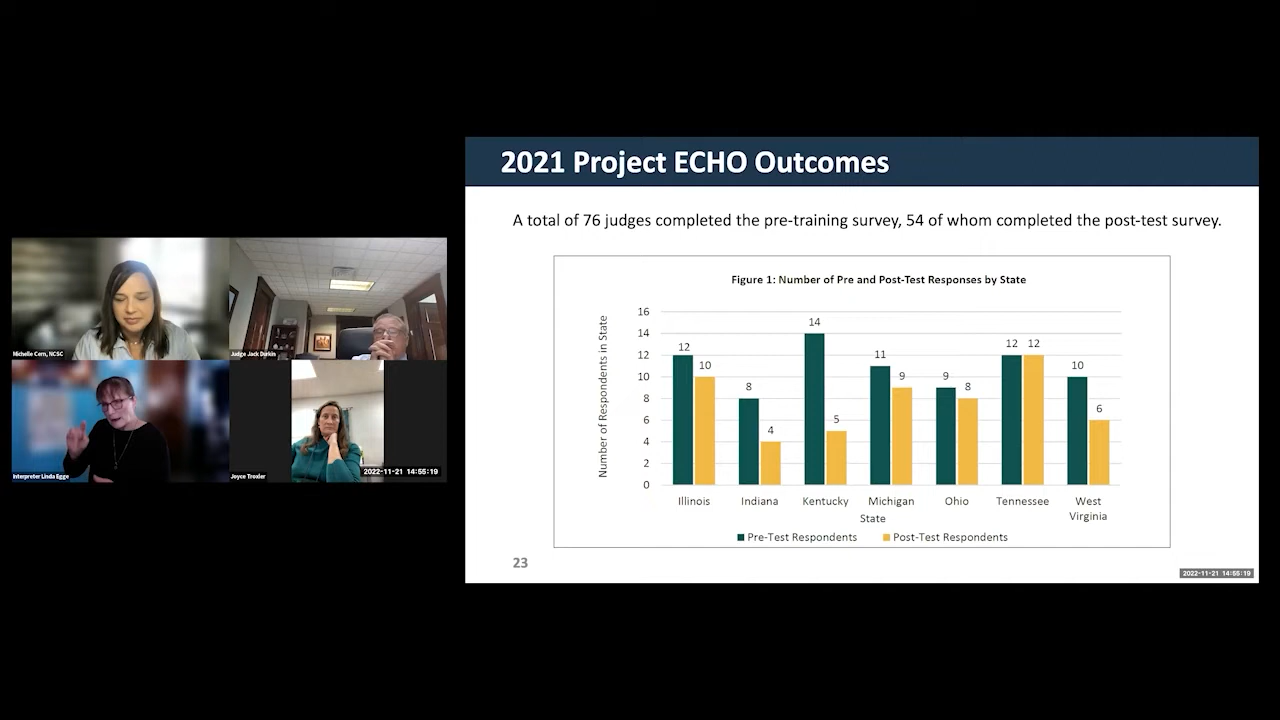 2021 Project ECHO Outcomes
A total of 76 judges completed the pre-training survey, 54 of whom completed the post-test survey.
Figure 1: Number of Pre and Post-Test Responses by State
Number of Respondents in State
16
14
12
10
8
6
4
2
0
12
10
8
4
14
5
11
9
9
8
12
12
10
6
Illinois
Indiana
Kentucky
Michigan
Ohio
Tennessee
West
Virginia
State
Pre-Test Respondents
Post-Test Respondents
23
2022-11-21 14:55:19
Michelle Cern, NCSC
Judge Jack Durkin
Interpreter Linda Egge
Joyce Troxler
2022-11-21 14:55:19